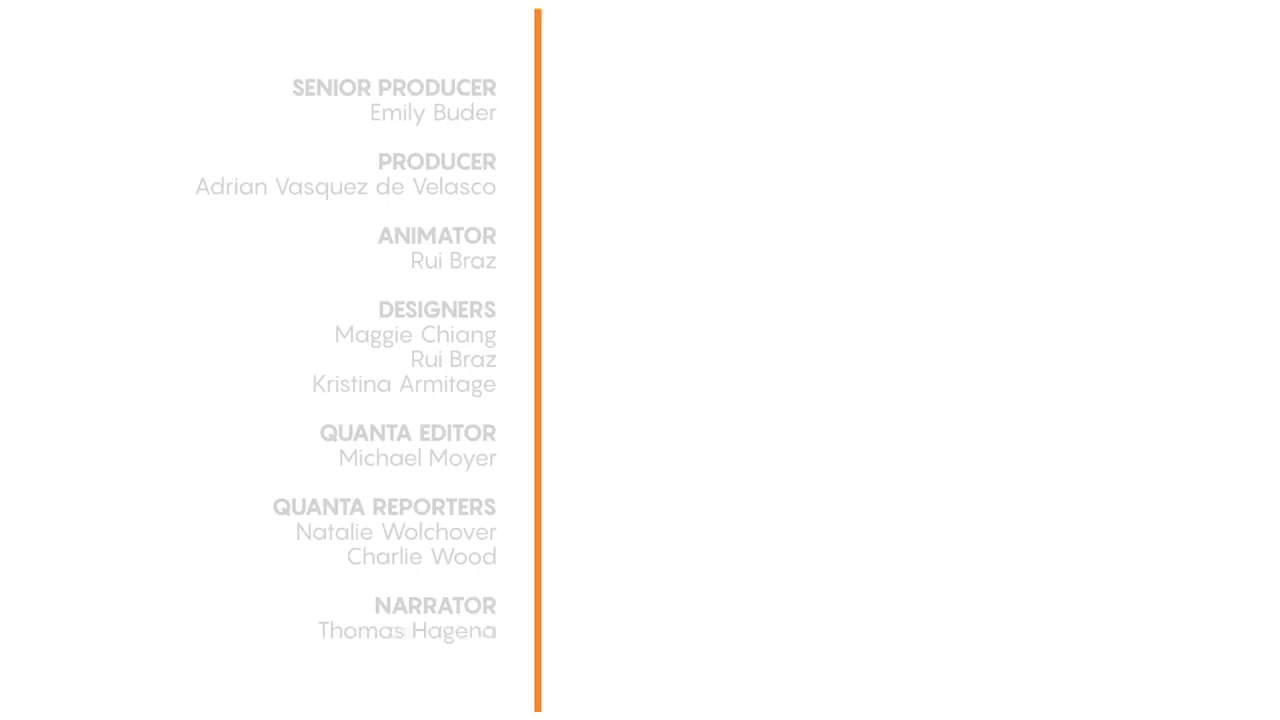 SENIOR PRODUCER
Emily Buder
PRODUCER
Adrian Vasquez de Velasco
ANIMATOR
Rui Braz
DESIGNERS
Maggie Chiang
Rui Braz
Kristina Armitage
QUANTA EDITOR
Michael Moyer
QUANTA REPORTERS
Natalie Wolchover
Charlie Wood
NARRATOR
Thomas Hagena